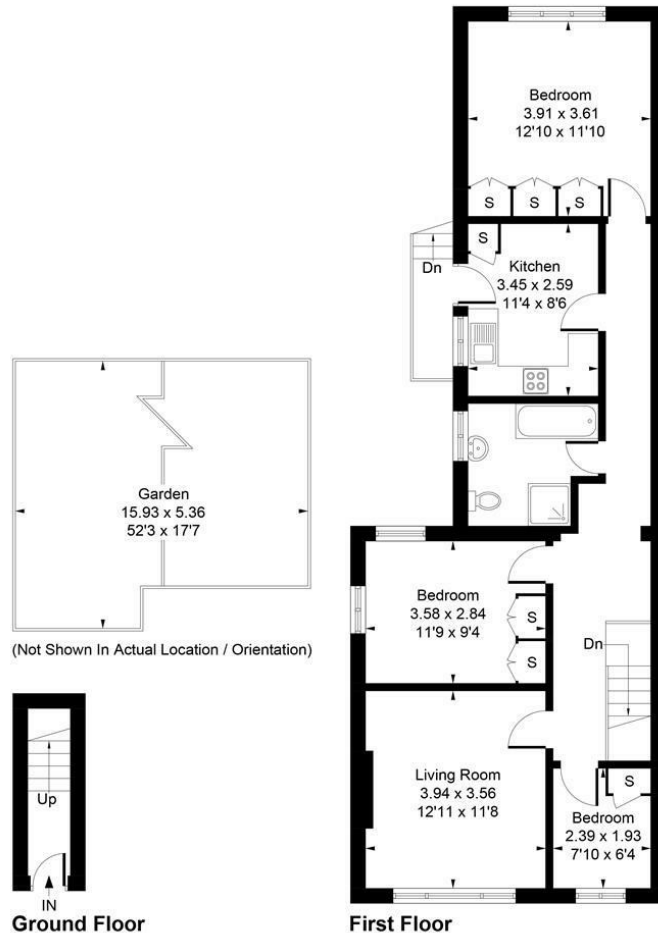 Bedroom
3.91 x 3.61
12'10 x 11'10
S
S
S
S
Dn
Kitchen
3.45 x 2.59
11'4 x 8'6
Garden
15.93 x 5.36
52'3 x 17'7
(Not Shown In Actual Location / Orientation)
Bedroom
3.58 x 2.84
11'9 x 9'4
S
S
Dn
Living Room
3.94 x 3.56
12'11 x 11'8
S
Bedroom
2.39 x 1.93
7'10 x 6'4
Up
IN
Ground Floor
First Floor